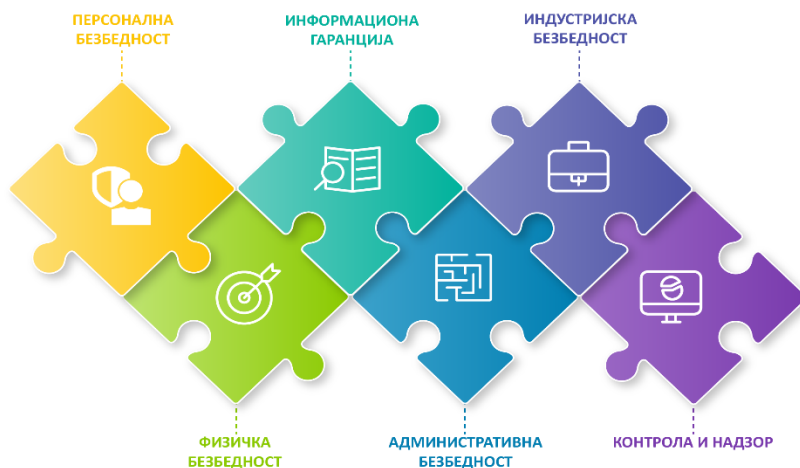 ПЕРСОНАЛНА
БЕЗБЕДНОСТ
ИНФОРМАЦИОНА
ГАРАНЦИЈА
ИНДУСТРИЈСКА
БЕЗБЕДНОСТ
ФИЗИЧКА
БЕЗБЕДНОСТ
АДМИНИСТРАТИВНА
БЕЗБЕДНОСТ
КОНТРОЛА И НАДЗОР